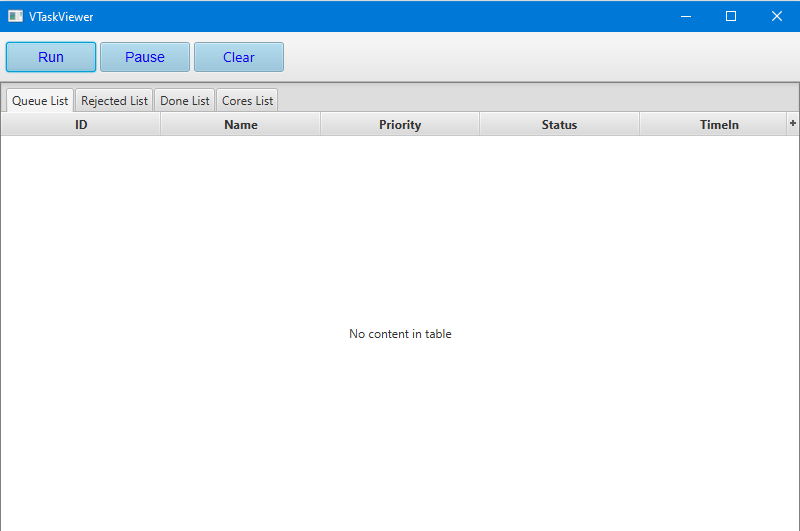 VTaskViewer
Run Pause Clear
Queue List Rejected List Done List Cores List
ID Name Priority Status TimeIn +
No content in table